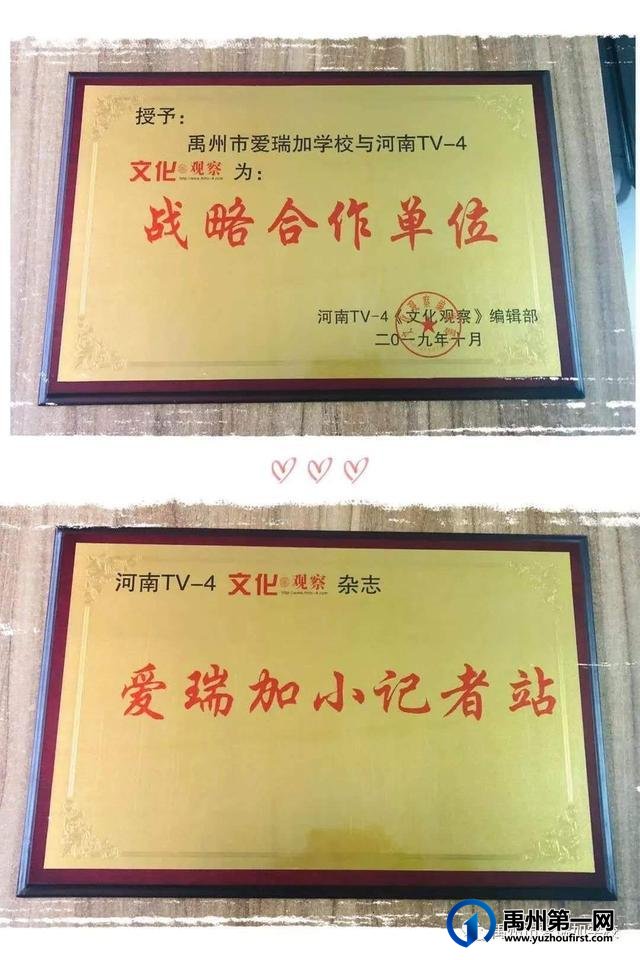 授予：
禹州市爱瑞加学校与河南TV-4
文化 观察 为：
战略合作单位
河南TV-4《文化观察》编辑部
二O一九年十月
河南TV-4 文化 观察 杂志
爱瑞加小记者站
禹州第一网
www.yuzhoufirst.com